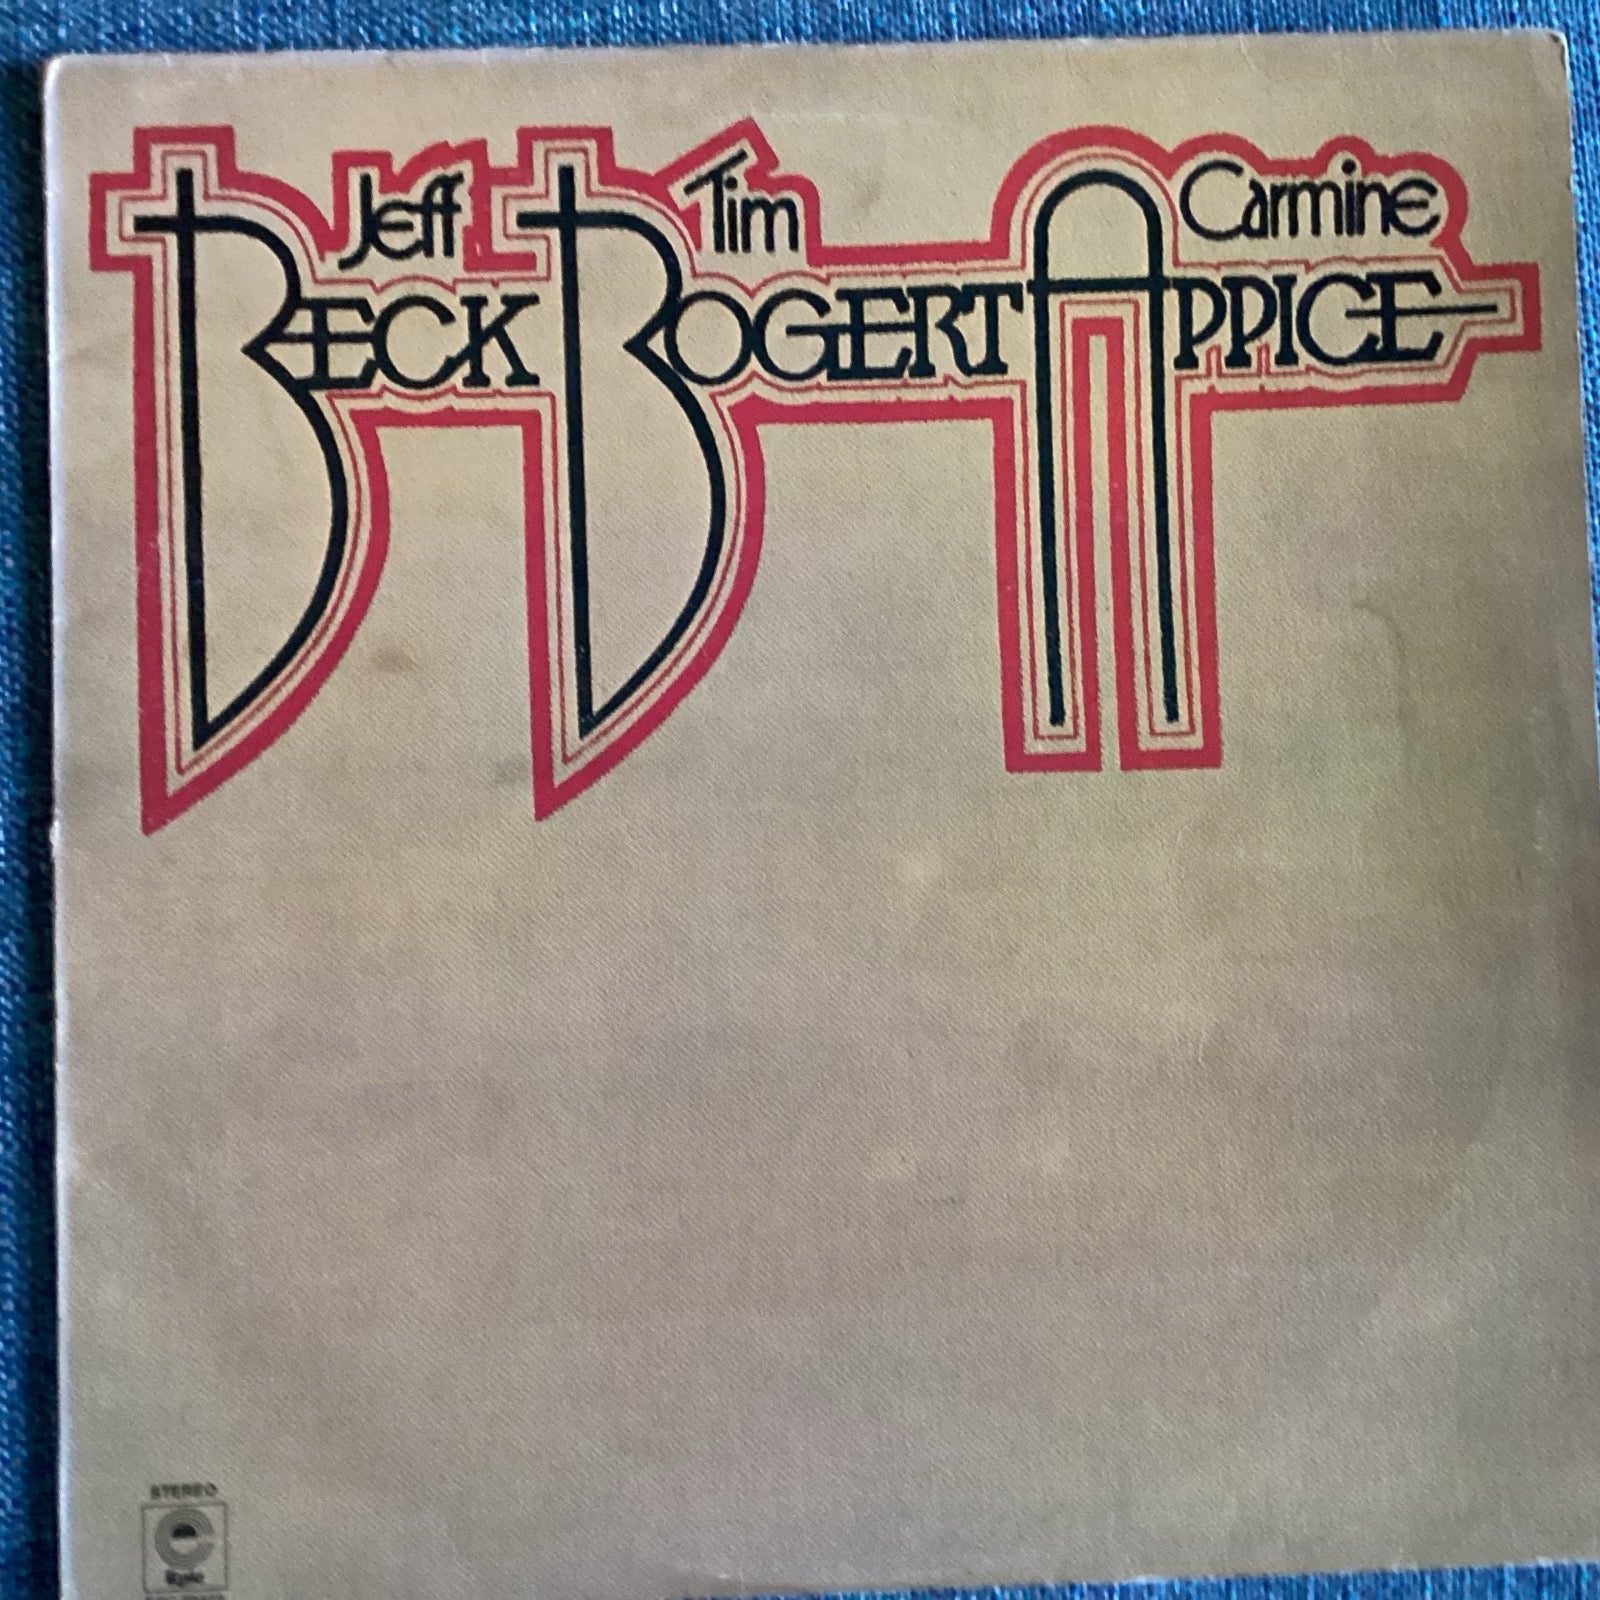 Jeff Tim Carmine
BECK BOGERT APPICE
STEREO
Epic